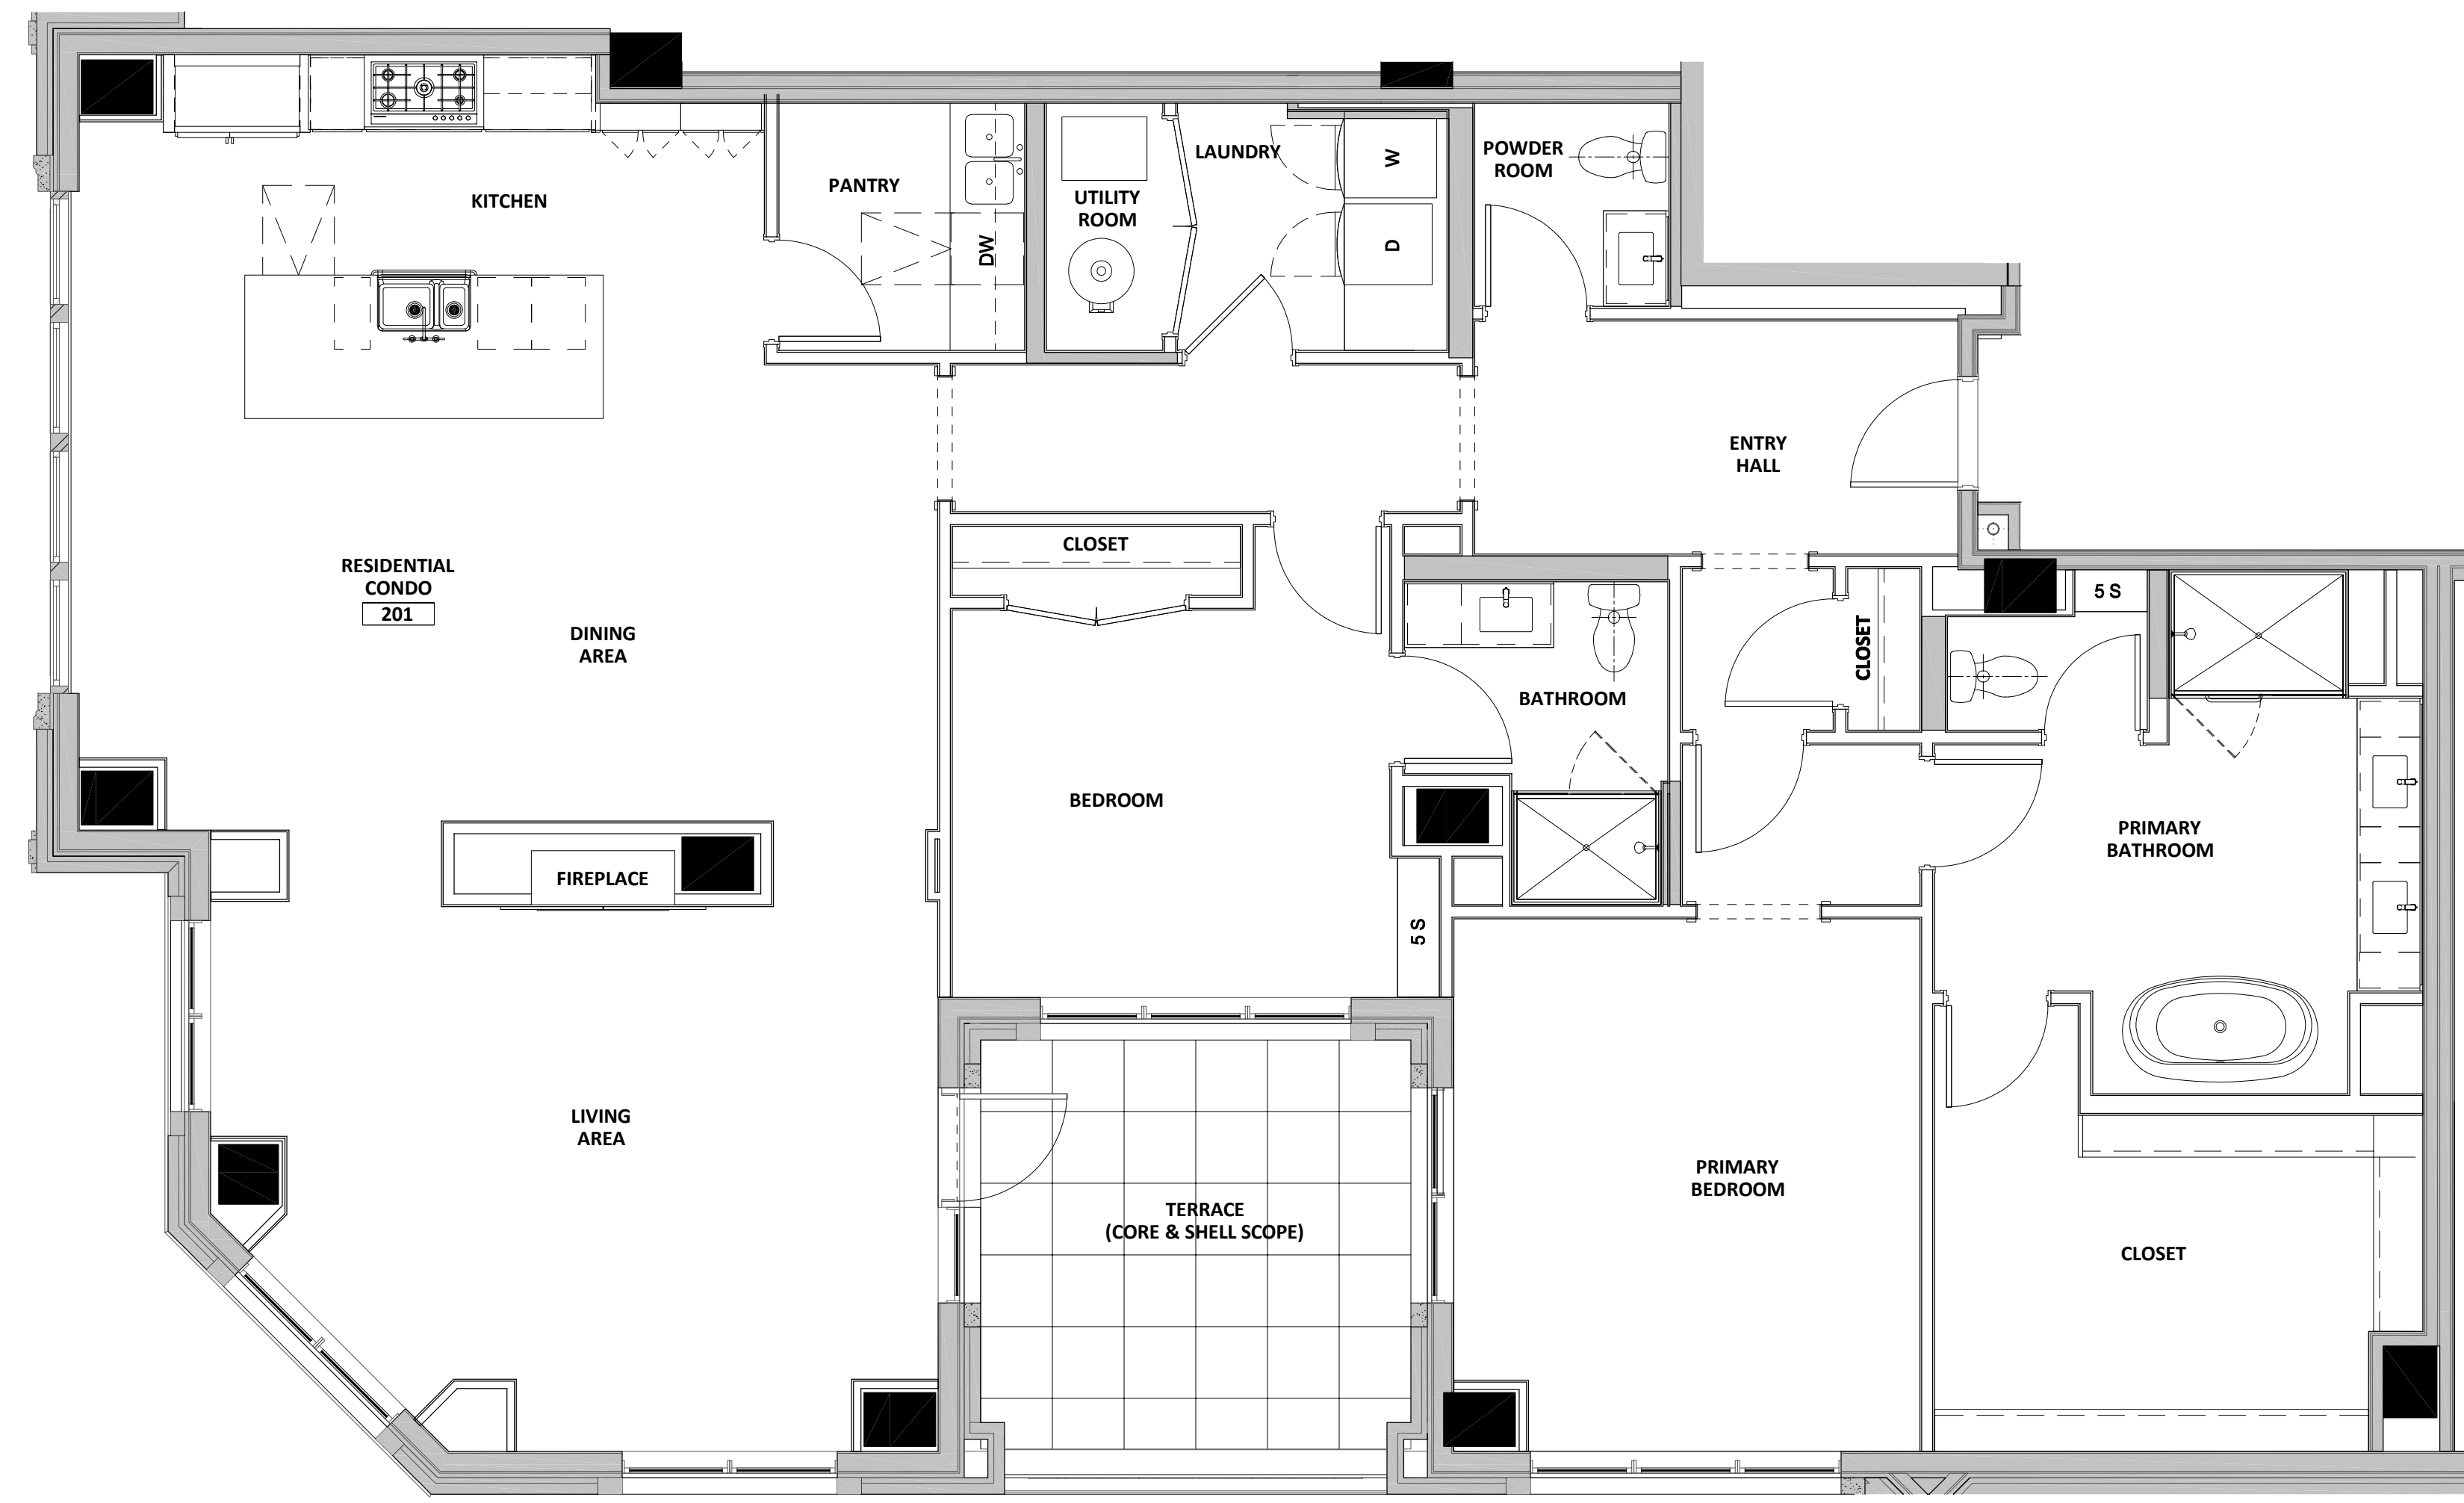 KITCHEN
PANTRY
DW
UTILITY
ROOM
LAUNDRY
W
D
POWDER
ROOM
ENTRY
HALL
RESIDENTIAL
CONDO
201
DINING
AREA
CLOSET
BEDROOM
BATHROOM
CLOSET
5 S
PRIMARY
BATHROOM
FIREPLACE
5 S
LIVING
AREA
TERRACE
(CORE & SHELL SCOPE)
PRIMARY
BEDROOM
CLOSET